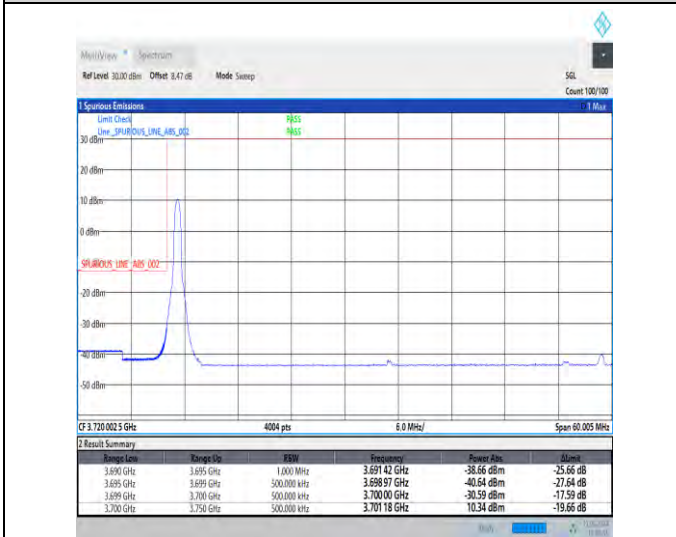 MultiView Spectrum
Ref Level 30.00 dBm Offset 8.47 dB Mode Sweep SGL
Count 100/100
1 Spurious Emissions 1 Max
Limit Check PASS
Line _SPURIOUS_LINE_ABS_002 PASS
30 dBm
20 dBm
10 dBm
0 dBm
SPURIOUS_LINE_ABS_002
-20 dBm
-30 dBm
-40 dBm
-50 dBm
CF 3.720 002 5 GHz 4004 pts 6.0 MHz/ Span 60.005 MHz
2 Result Summary
Range Low Range Up RBW Frequency Power Abs ΔLimit
3.690 GHz 3.695 GHz 1.000 MHz 3.691 42 GHz -38.66 dBm -25.66 dB
3.695 GHz 3.699 GHz 500.000 kHz 3.698 97 GHz -40.64 dBm -27.64 dB
3.699 GHz 3.700 GHz 500.000 kHz 3.700 00 GHz -30.59 dBm -17.59 dB
3.700 GHz 3.750 GHz 500.000 kHz 3.701 18 GHz 10.34 dBm -19.66 dB